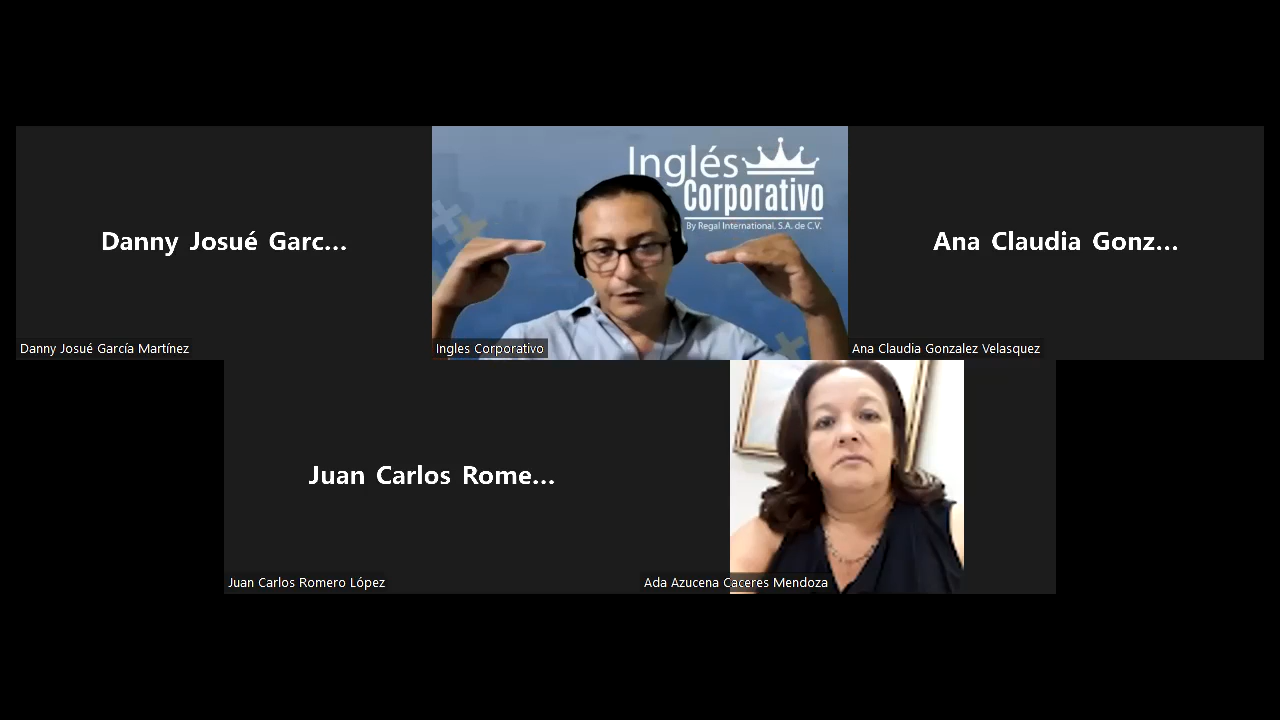 Danny Josué Garc...
Danny Josué García Martínez
Inglés
Corporativo
By Regal International, S.A. de C.V.
Ingles Corporativo
Ana Claudia Gonz...
Ana Claudia Gonzalez Velasquez
Juan Carlos Rome...
Juan Carlos Romero López
Ada Azucena Caceres Mendoza